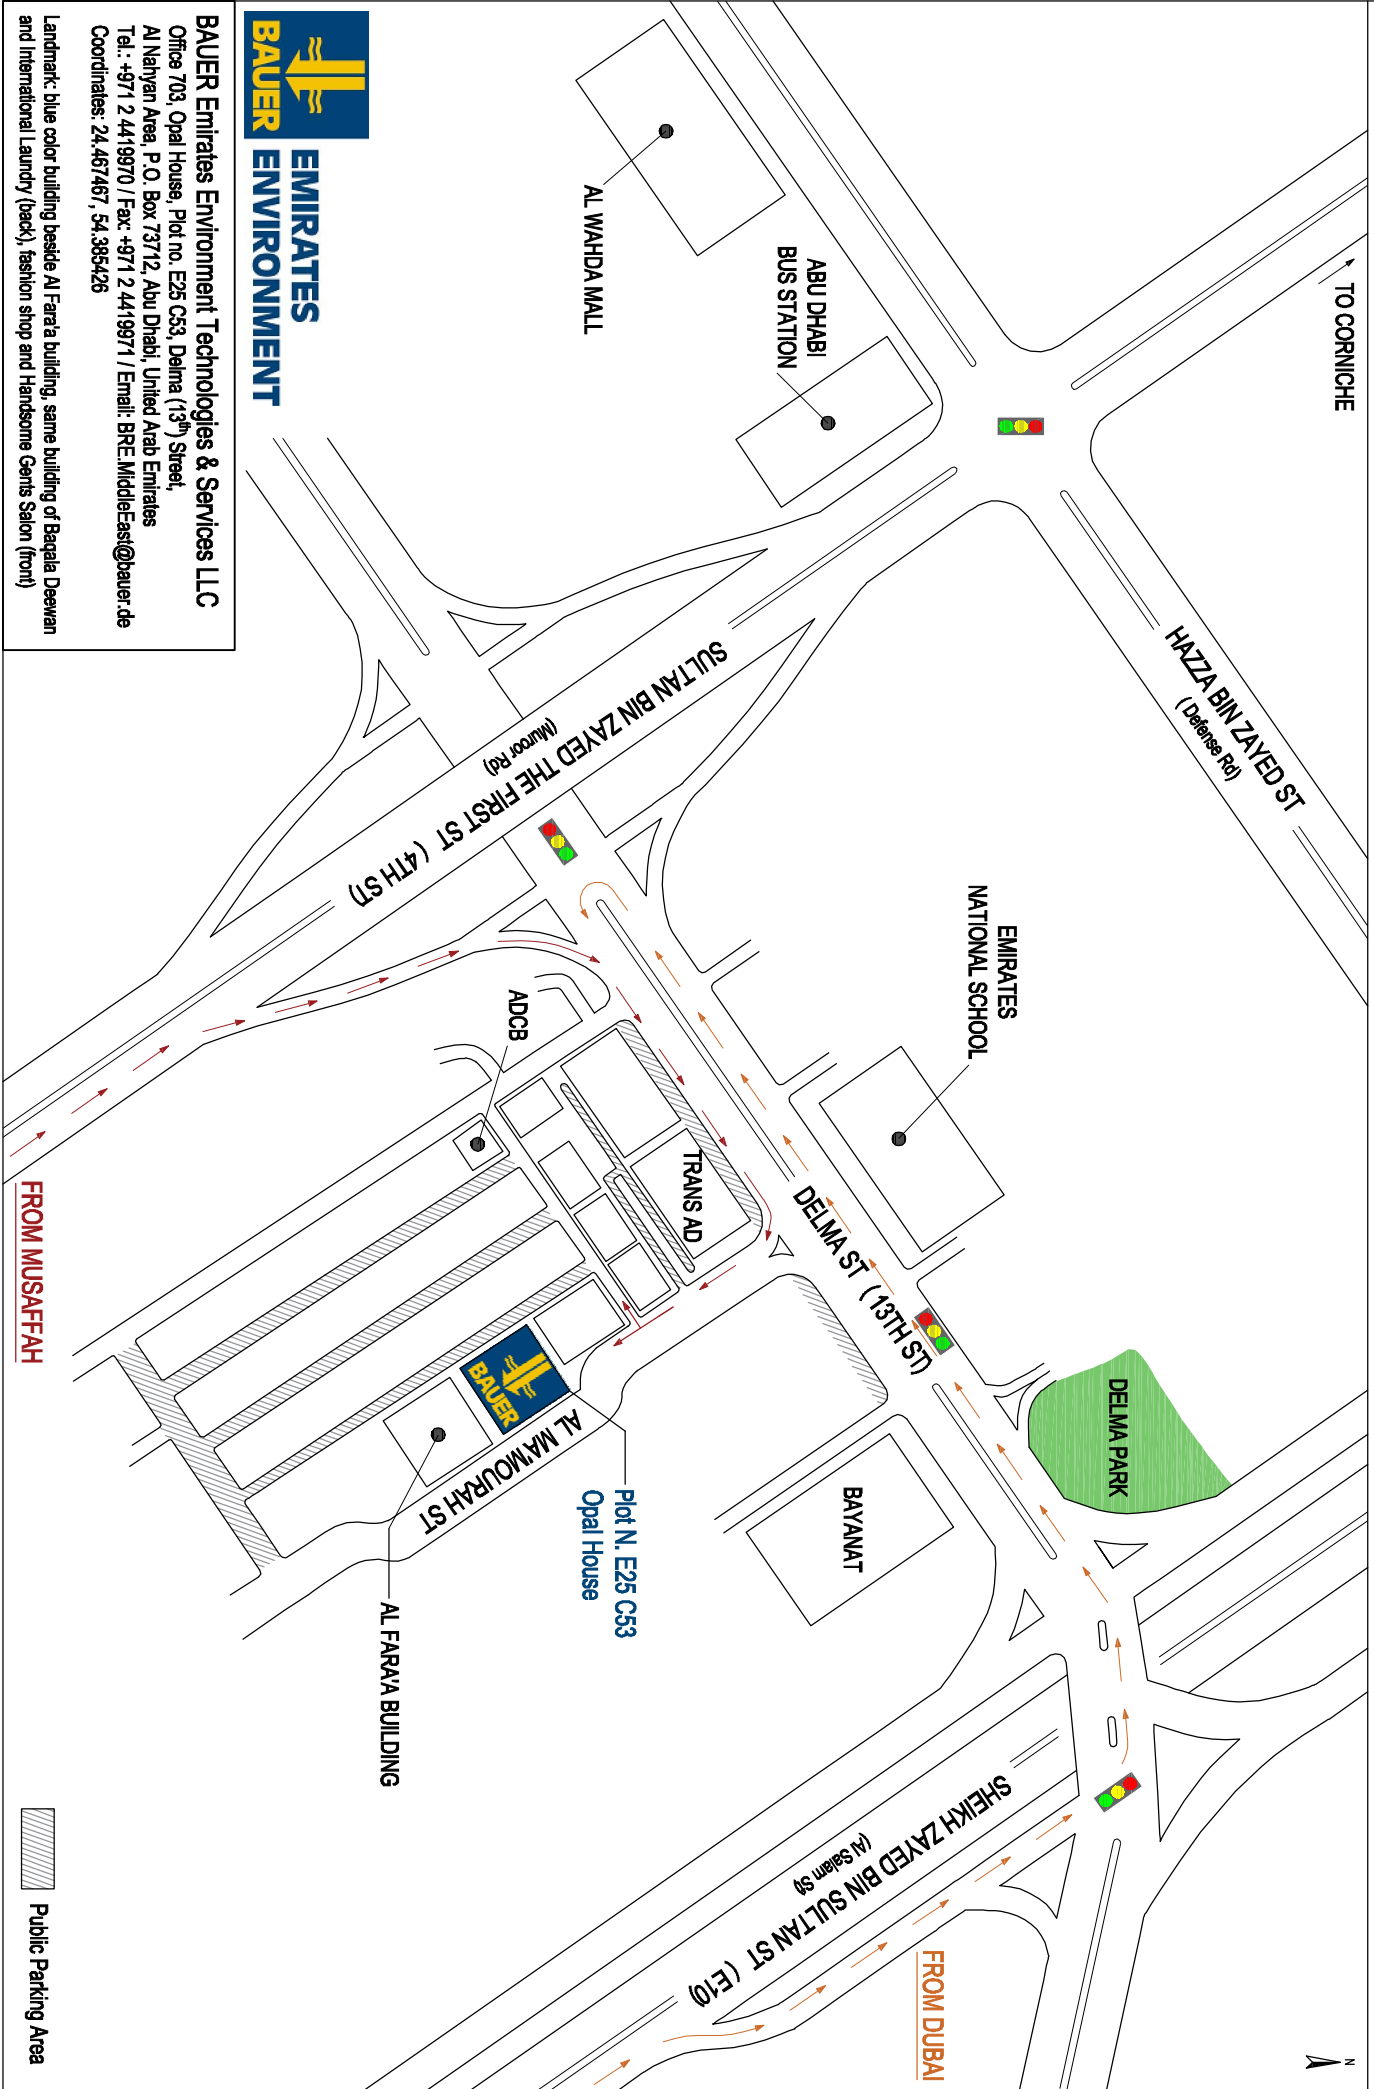 TO CORNICHE
AL WAHDA MALL
ABU DHABI
BUS STATION
HAZZA BIN ZAYED ST
( Defense Rd)
SULTAN BIN ZAYED THE FIRST ST ( 4TH ST)
(Muroor Rd)
EMIRATES
NATIONAL SCHOOL
ADCB
TRANS AD
DELMA ST ( 13TH ST)
DELMA PARK
BAYANAT
BAUER
Plot N. E25 C53
Opal House
AL MA'MOURAH ST
AL FARA'A BUILDING
SHEIKH ZAYED BIN SULTAN ST ( E10)
(Al Salam St)
FROM DUBAI
FROM MUSAFFAH
N
Public Parking Area
BAUER
EMIRATES
ENVIRONMENT
BAUER Emirates Environment Technologies & Services LLC
Office 703, Opal House, Plot no. E25 C53, Delma (13th) Street,
Al Nahyan Area, P.O. Box 73712, Abu Dhabi, United Arab Emirates
Tel.: +971 2 4419970 / Fax: +971 2 4419971 / Email: BRE.MiddleEast@bauer.de
Coordinates: 24.467467, 54.385426
Landmark: blue color building beside Al Fara'a building, same building of Baqala Deewan
and International Laundry (back), fashion shop and Handsome Gents Salon (front)